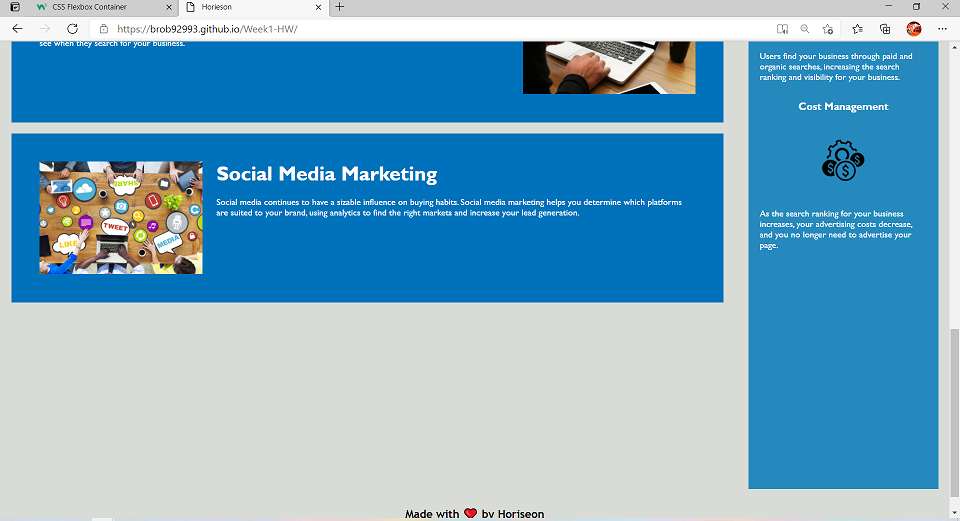 CSS Flexbox Container
Horieson
https://brob92993.github.io/Week1-HW/
see when they search for your business.
Users find your business through paid and
organic searches, increasing the search
ranking and visibility for your business.
Cost Management
As the search ranking for your business
increases, your advertising costs decrease,
and you no longer need to advertise your
page.
SHARE
TWEET
LIKE
MEDIA
Social Media Marketing
Social media continues to have a sizable influence on buying habits. Social media marketing helps you determine which platforms
are suited to your brand, using analytics to find the right markets and increase your lead generation.
Made with ❤ by Horiseon